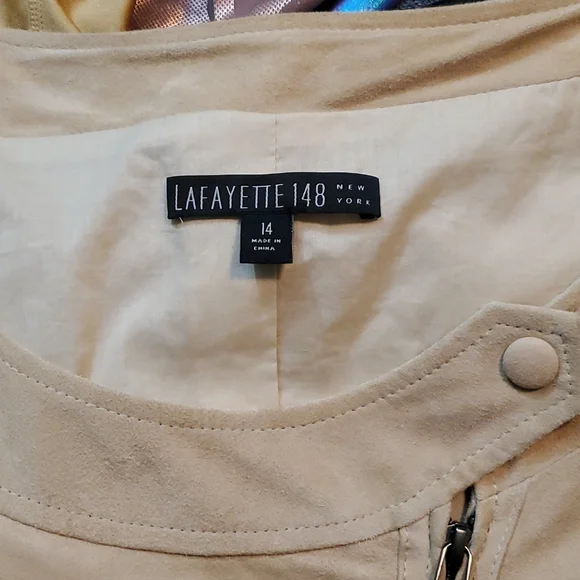 LAFAYETTE 148 NEW YORK
14
MADE IN
CHINA